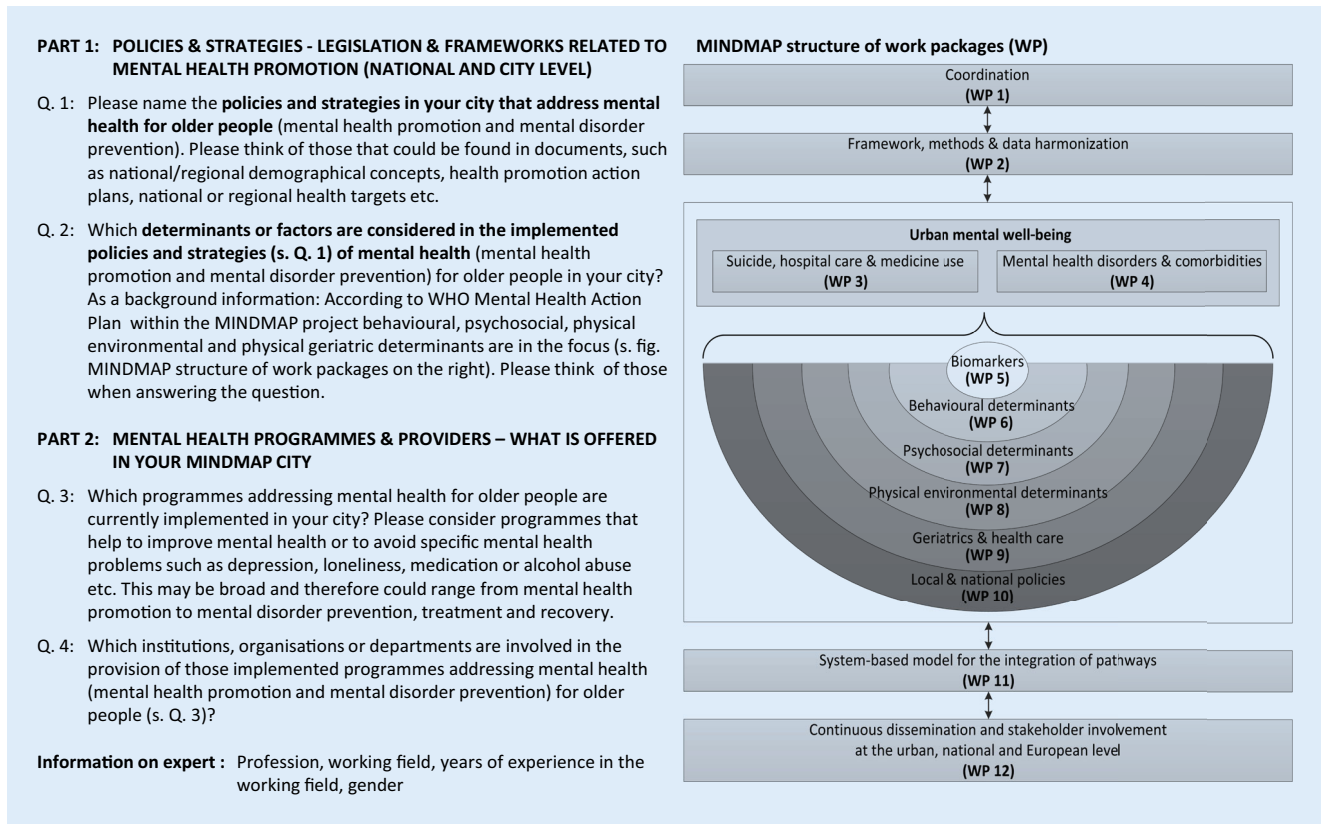 PART 1: POLICIES & STRATEGIES - LEGISLATION & FRAMEWORKS RELATED TO
MENTAL HEALTH PROMOTION (NATIONAL AND CITY LEVEL)
Q. 1: Please name the policies and strategies in your city that address mental
health for older people (mental health promotion and mental disorder
prevention). Please think of those that could be found in documents, such
as national/regional demographical concepts, health promotion action
plans, national or regional health targets etc.
Q. 2: Which determinants or factors are considered in the implemented
policies and strategies (s. Q. 1) of mental health (mental health
promotion and mental disorder prevention) for older people in your city?
As a background information: According to WHO Mental Health Action
Plan within the MINDMAP project behavioural, psychosocial, physical
environmental and physical geriatric determinants are in the focus (s. fig.
MINDMAP structure of work packages on the right). Please think of those
when answering the question.
PART 2: MENTAL HEALTH PROGRAMMES & PROVIDERS – WHAT IS OFFERED
IN YOUR MINDMAP CITY
Q. 3: Which programmes addressing mental health for older people are
currently implemented in your city? Please consider programmes that
help to improve mental health or to avoid specific mental health
problems such as depression, loneliness, medication or alcohol abuse
etc. This may be broad and therefore could range from mental health
promotion to mental disorder prevention, treatment and recovery.
Q. 4: Which institutions, organisations or departments are involved in the
provision of those implemented programmes addressing mental health
(mental health promotion and mental disorder prevention) for older
people (s. Q. 3)?
Information on expert : Profession, working field, years of experience in the
working field, gender
MINDMAP structure of work packages (WP)
Coordination
(WP 1)
Framework, methods & data harmonization
(WP 2)
Urban mental well-being
Suicide, hospital care & medicine use
(WP 3)
Mental health disorders & comorbidities
(WP 4)
Biomarkers
(WP 5)
Behavioural determinants
(WP 6)
Psychosocial determinants
(WP 7)
Physical environmental determinants
(WP 8)
Geriatrics & health care
(WP 9)
Local & national policies
(WP 10)
System-based model for the integration of pathways
(WP 11)
Continuous dissemination and stakeholder involvement
at the urban, national and European level
(WP 12)